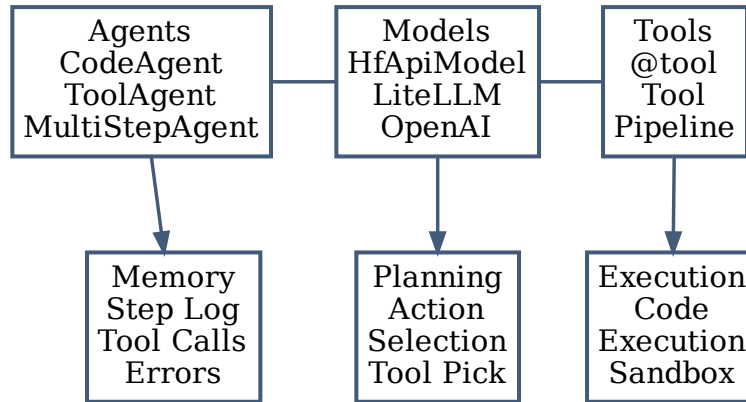 Agents
CodeAgent
ToolAgent
MultiStepAgent
Models
HfApiModel
LiteLLM
OpenAI
Tools
@tool
Tool
Pipeline
Memory
Step Log
Tool Calls
Errors
Planning
Action
Selection
Tool Pick
Execution
Code
Execution
Sandbox